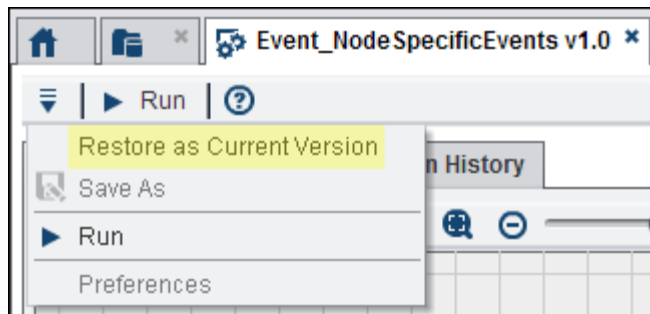 Event_NodeSpecificEvents v1.0
Run
Restore as Current Version
n History
Save As
Run
Preferences